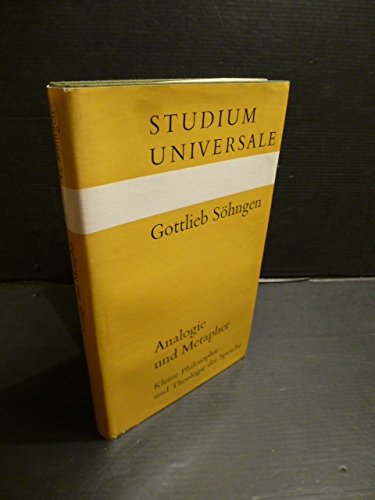 STUDIUM
UNIVERSALE
Gottlieb Söhngen
Analogie
und Metapher
Kleine Philosophie
und Theologie der Sprache